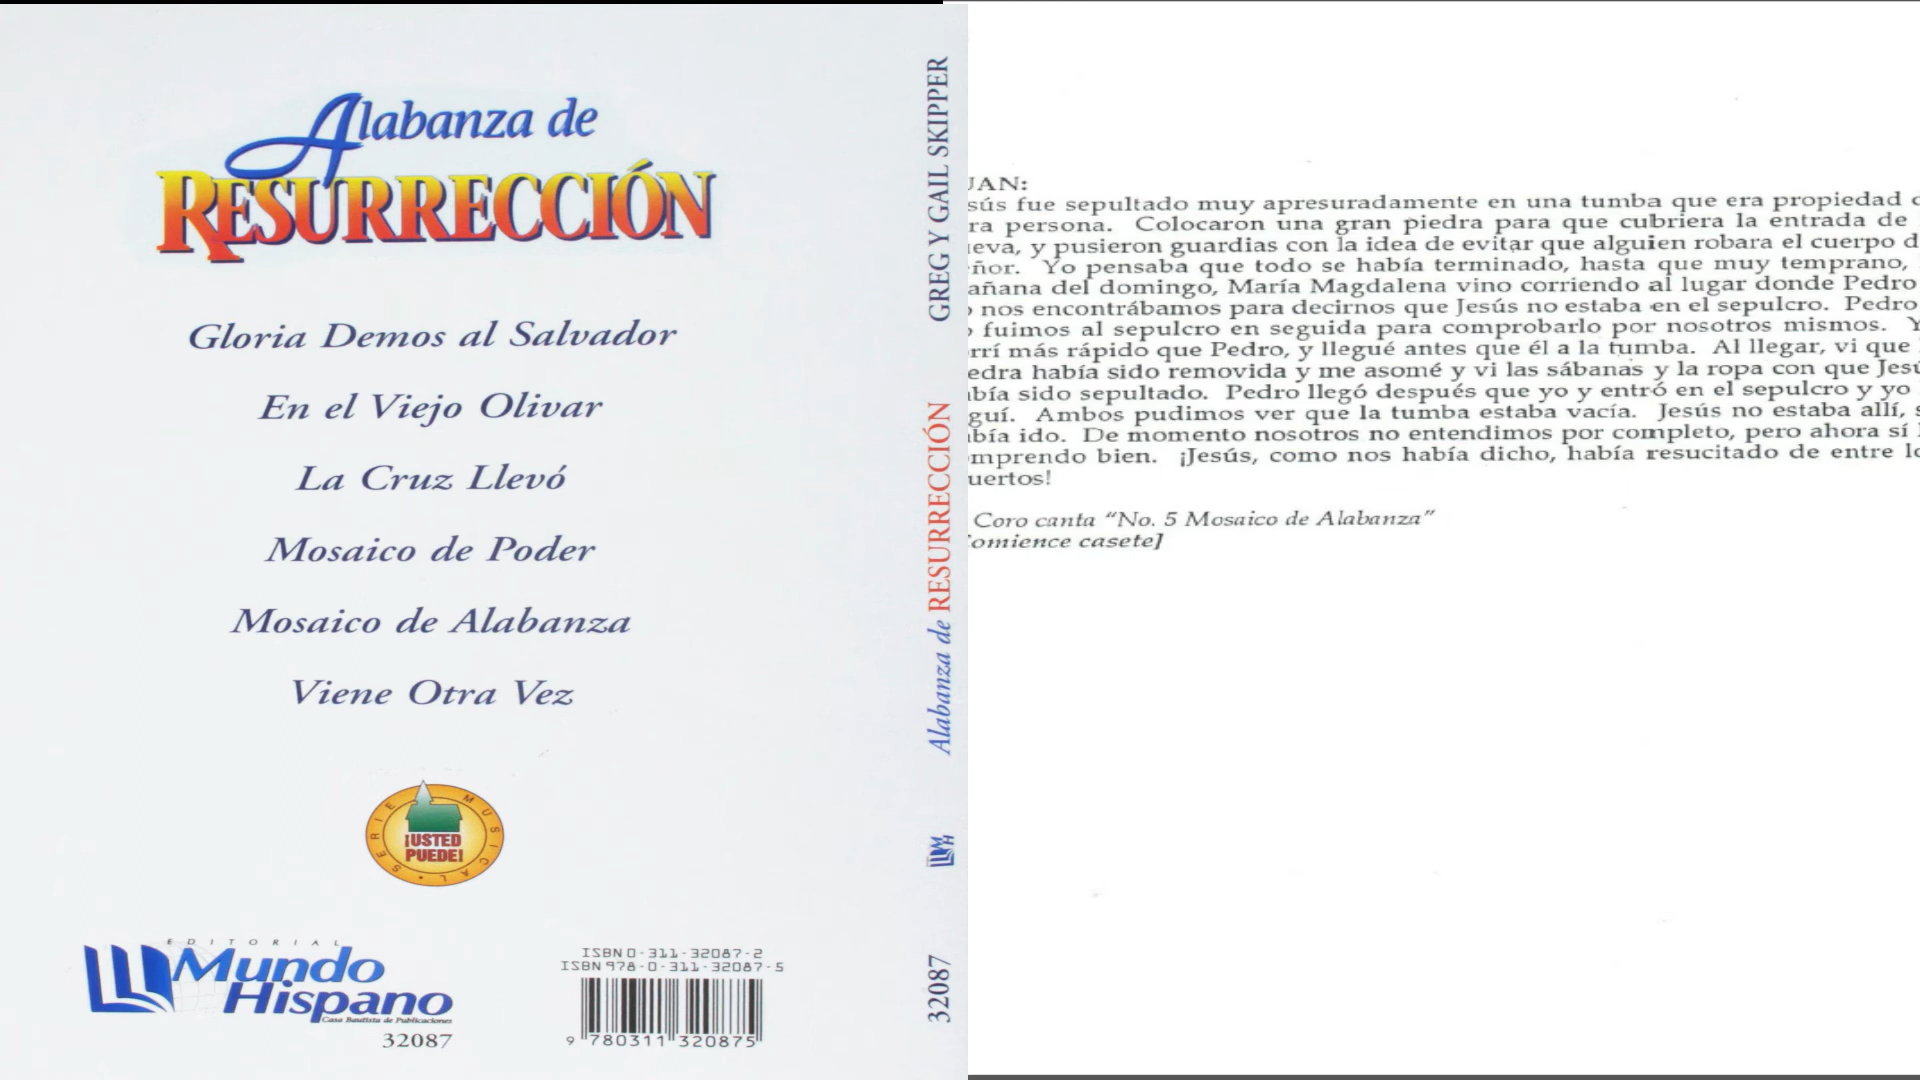 Alabanza de
RESURRECCIÓN
Gloria Demos al Salvador
En el Viejo Olivar
La Cruz Llevó
Mosaico de Poder
Mosaico de Alabanza
Viene Otra Vez
SERIE MUSICAL
¡USTED
PUEDE!
EDITORIAL
Mundo
Hispano
Casa Bautista de Publicaciones
32087
ISBN 0-311-32087-2
ISBN 978-0-311-32087-5
9 780311 320875
GREG Y GAIL SKIPPER
Alabanza de RESURRECCIÓN
MH
32087
UAN:
sús fue sepultado muy apresuradamente en una tumba que era propiedad
ra persona. Colocaron una gran piedra para que cubriera la entrada de
ueva, y pusieron guardias con la idea de evitar que alguien robara el cuerpo d
ñor. Yo pensaba que todo se había terminado, hasta que muy temprano,
añana del domingo, María Magdalena vino corriendo al lugar donde Pedro
o nos encontrábamos para decirnos que Jesús no estaba en el sepulcro. Pedro
o fuimos al sepulcro en seguida para comprobarlo por nosotros mismos. Y
rrí más rápido que Pedro, y llegué antes que él a la tumba. Al llegar, vi que
edra había sido removida y me asomé y vi las sábanas y la ropa con que Jesú
bía sido sepultado. Pedro llegó después que yo y entró en el sepulcro y yo
guí. Ambos pudimos ver que la tumba estaba vacía. Jesús no estaba allí, s
bía ido. De momento nosotros no entendimos por completo, pero ahora sí l
mprendo bien. ¡Jesús, como nos había dicho, había resucitado de entre lo
uertos!
Coro canta “No. 5 Mosaico de Alabanza”
omience casete]